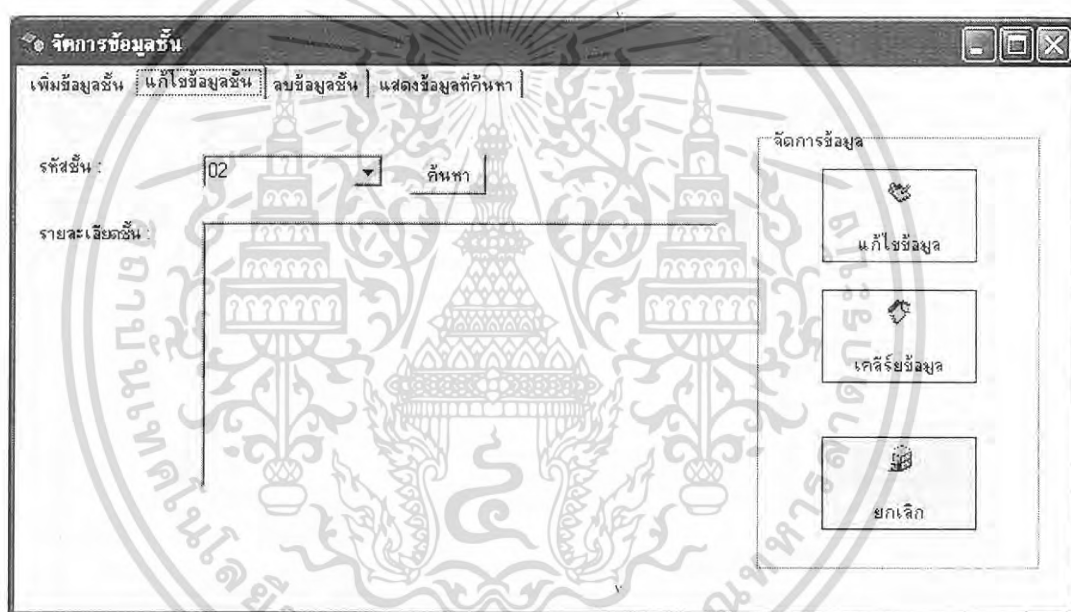 จัดการข้อมูลชั้น
เพิ่มข้อมูลชั้น แก้ไขข้อมูลชั้น ลบข้อมูลชั้น แสดงข้อมูลที่ค้นหา
รหัสชั้น : 02 ค้นหา
รายละเอียดชั้น :
จัดการข้อมูล
แก้ไขข้อมูล
เคลียร์ข้อมูล
ยกเลิก